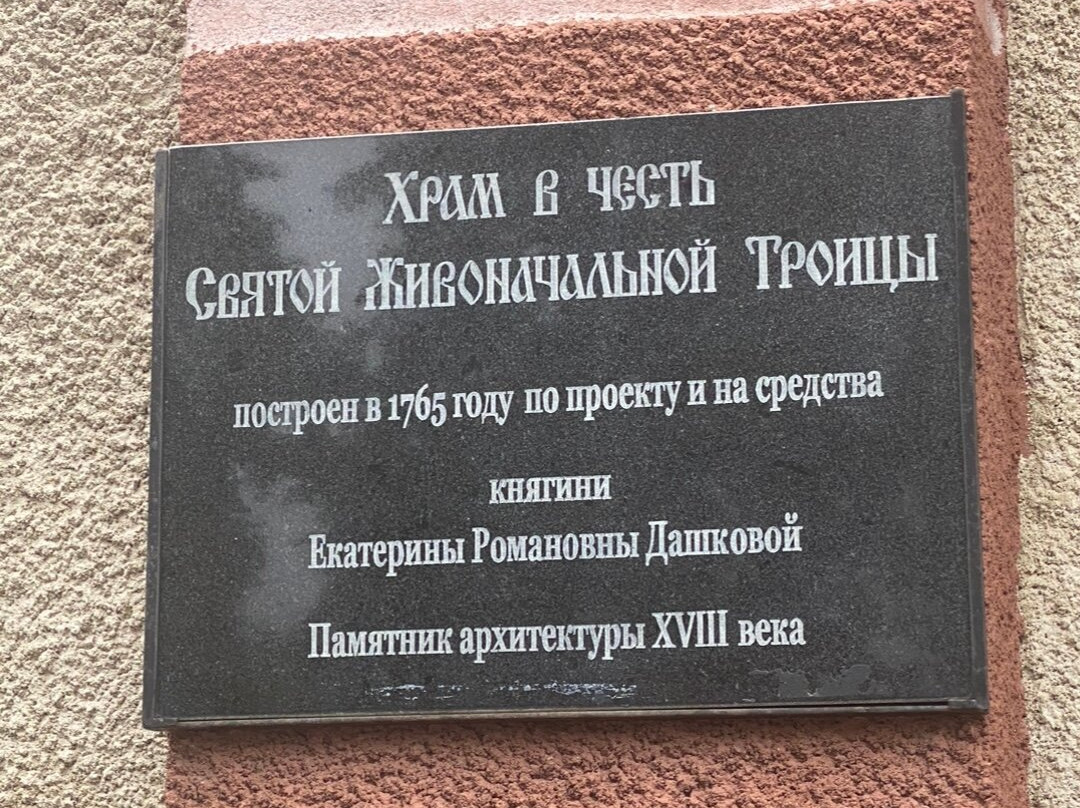 Храм в честь
Святой Живоначальной Троицы
построен в 1765 году по проекту и на средства
княгини
Екатерины Романовны Дашковой
Памятник архитектуры XVIII века